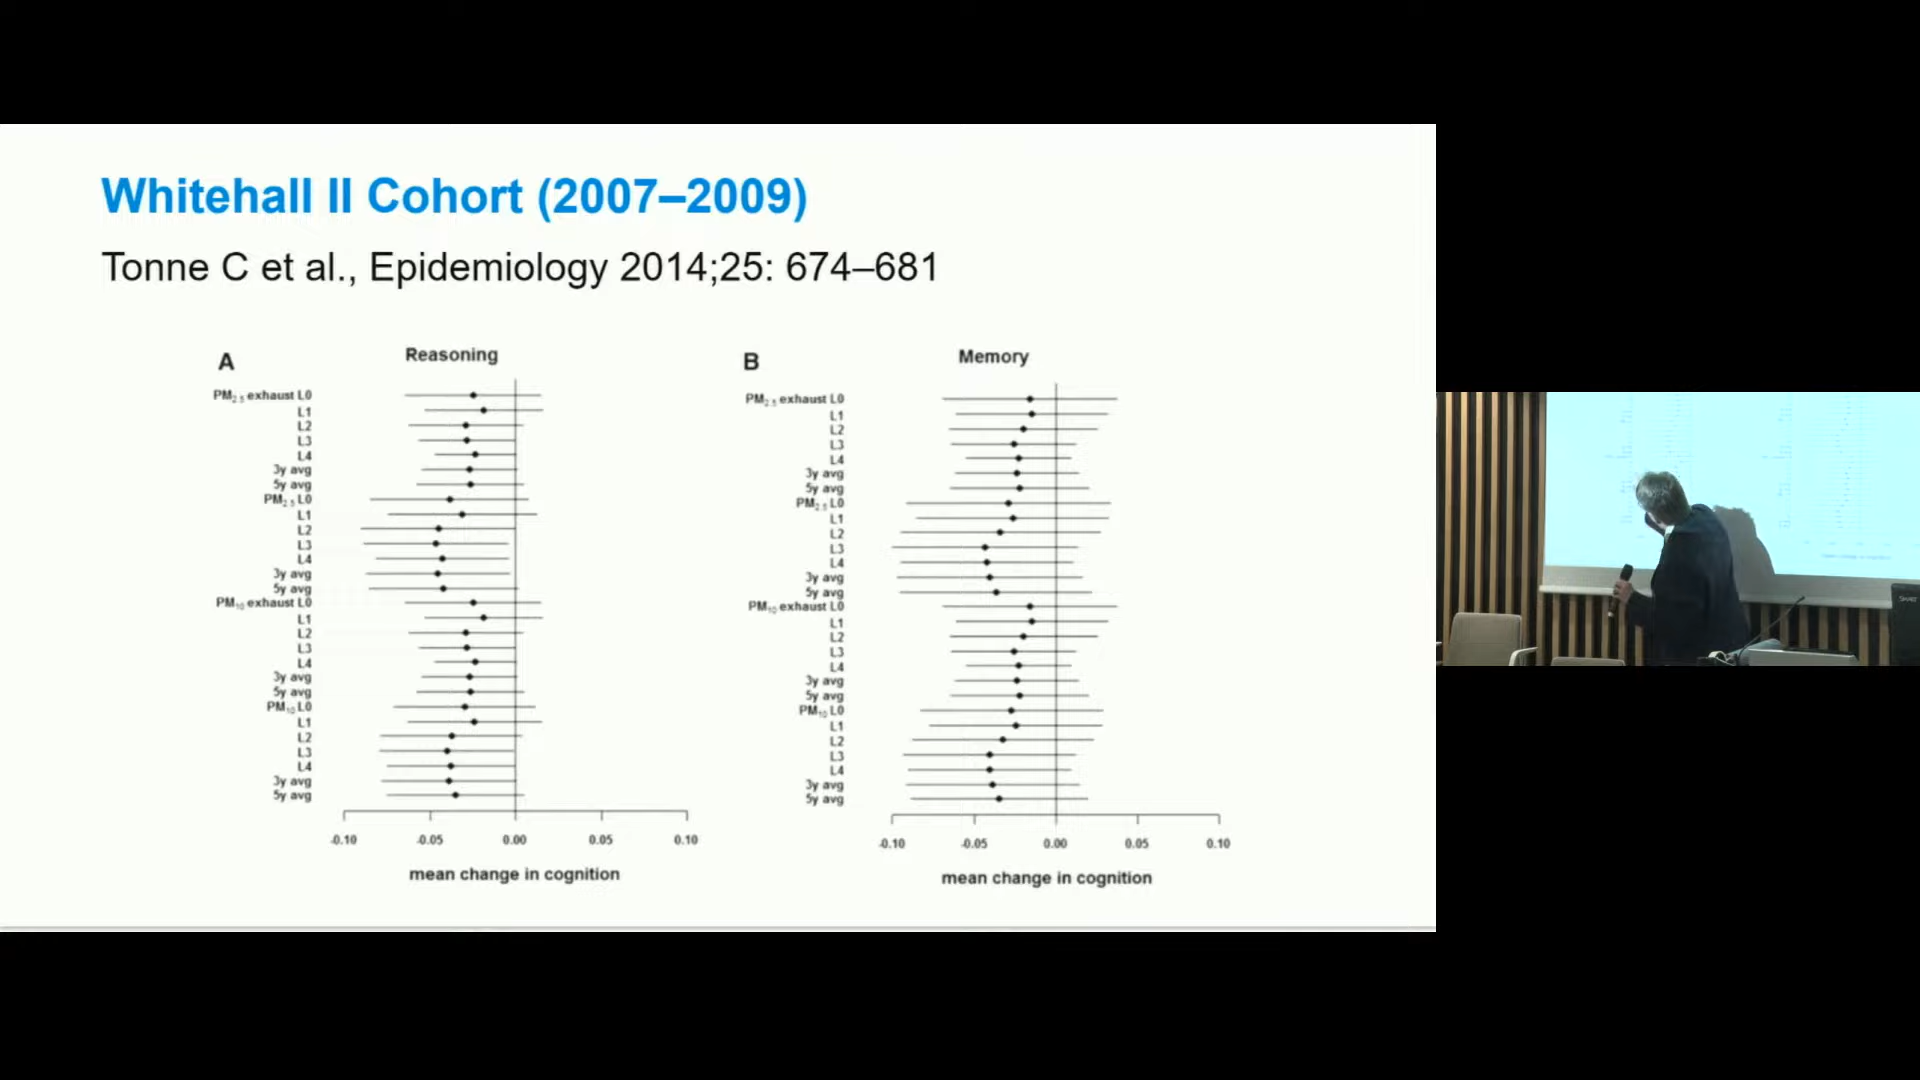 Whitehall II Cohort (2007–2009)
Tonne C et al., Epidemiology 2014;25: 674–681
A
Reasoning
PM2.5 exhaust L0
L1
L2
L3
L4
3y avg
5y avg
PM2.5 L0
L1
L2
L3
L4
3y avg
5y avg
PM10 exhaust L0
L1
L2
L3
L4
3y avg
5y avg
PM10 L0
L1
L2
L3
L4
3y avg
5y avg
-0.10 -0.05 0.00 0.05 0.10
mean change in cognition
B
Memory
PM2.5 exhaust L0
L1
L2
L3
L4
3y avg
5y avg
PM2.5 L0
L1
L2
L3
L4
3y avg
5y avg
PM10 exhaust L0
L1
L2
L3
L4
3y avg
5y avg
PM10 L0
L1
L2
L3
L4
3y avg
5y avg
-0.10 -0.05 0.00 0.05 0.10
mean change in cognition